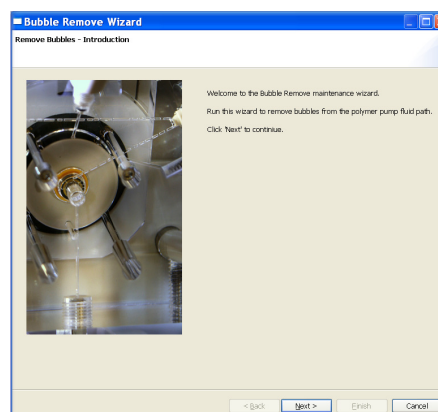 Bubble Remove Wizard
Remove Bubbles - Introduction
Welcome to the Bubble Remove maintenance wizard.
Run this wizard to remove bubbles from the polymer pump fluid path.
Click 'Next' to continiue.
< Back Next > Finish Cancel